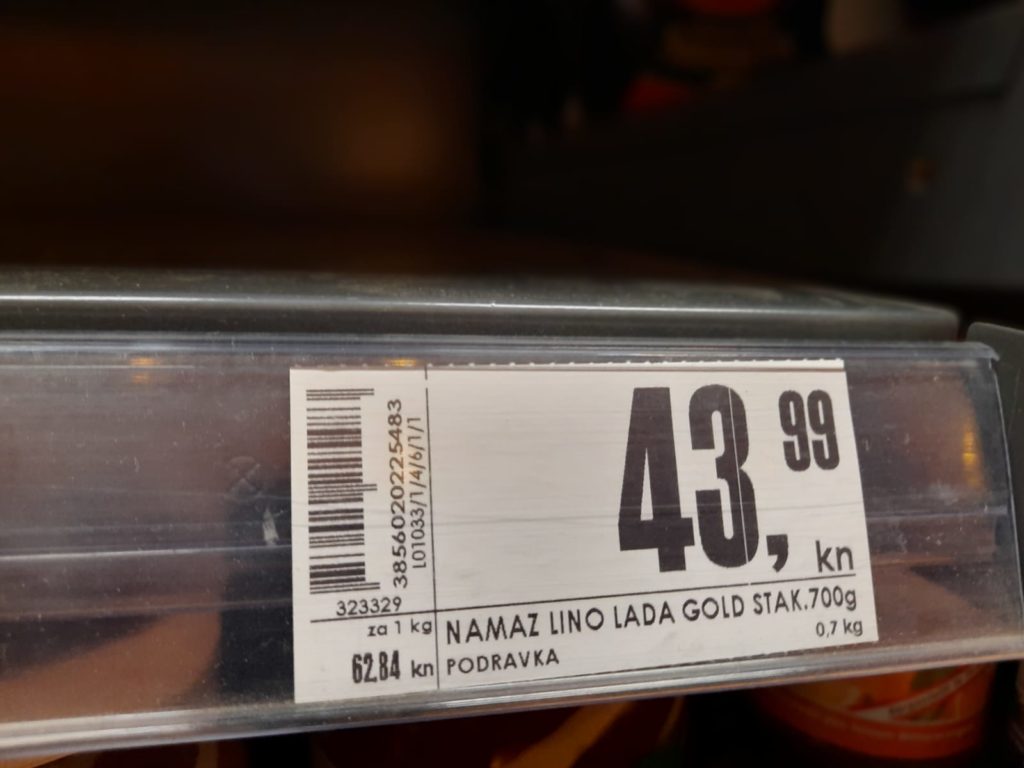 3856020225483
L01033/1/4/6/1/1
323329
43,99 kn
za 1 kg
62.84 kn
NAMAZ LINO LADA GOLD STAK.700g
PODRAVKA
0,7 kg